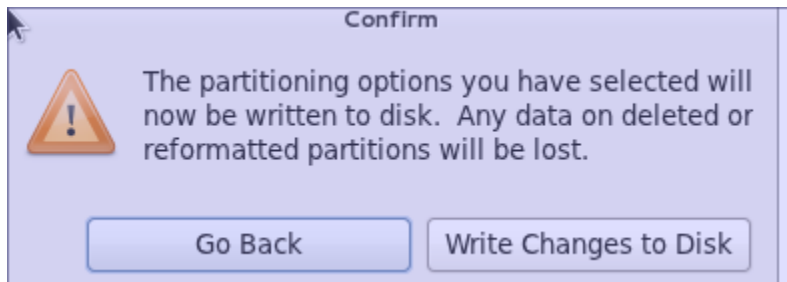 Confirm
The partitioning options you have selected will
now be written to disk.  Any data on deleted or
reformatted partitions will be lost.
Go Back
Write Changes to Disk